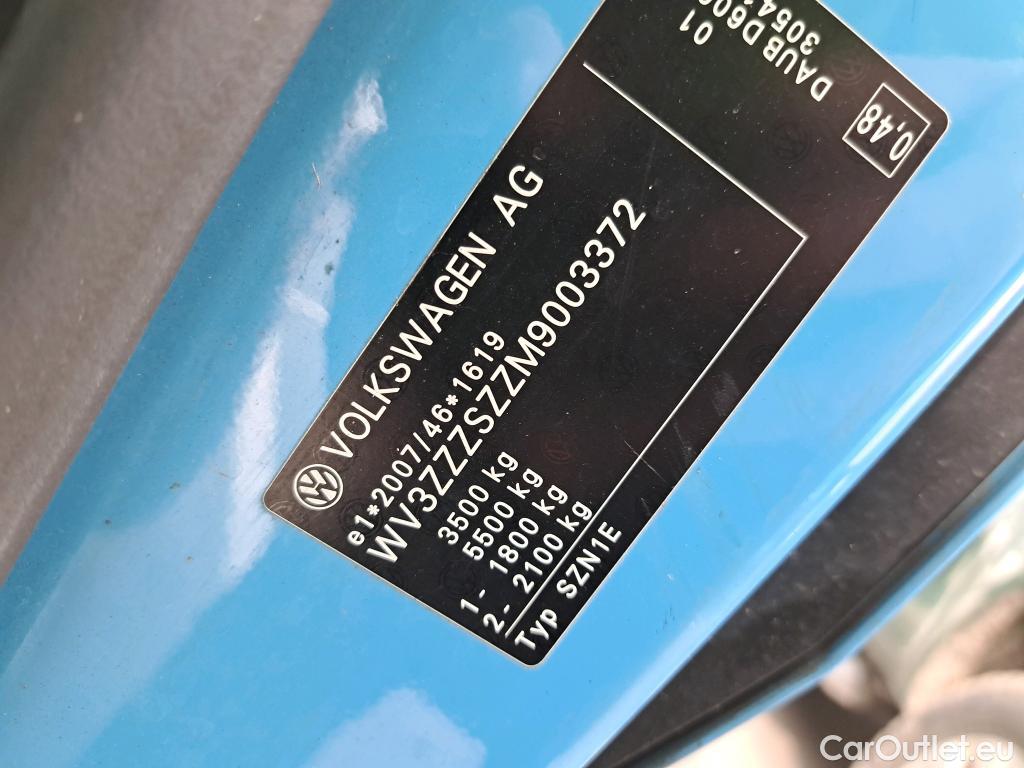 VOLKSWAGEN AG
e1*2007/46*1619
WV3ZZZSZZM9003372
3500 kg
5500 kg
1- 1800 kg
2- 2100 kg
Typ SZN1E
01
DAUB
0,48
CarOutlet.eu